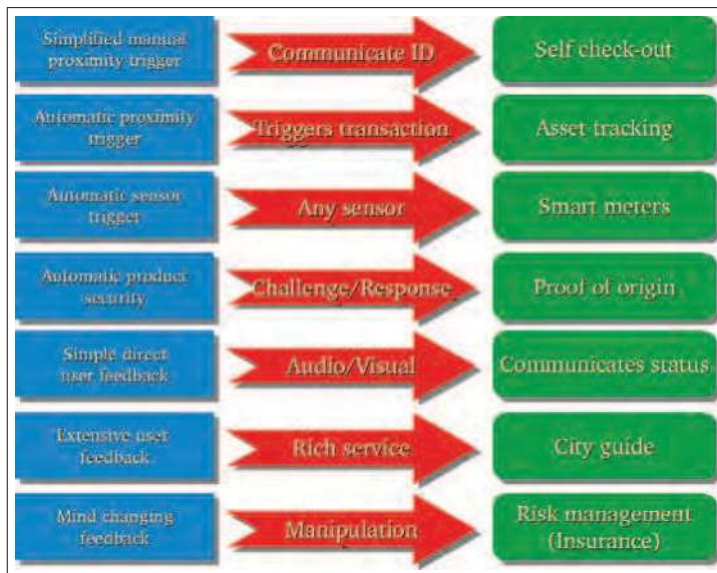 Simplified manual
proximity trigger
Communicate ID
Self check-out
Automatic proximity
trigger
Triggers transaction
Asset tracking
Automatic sensor
trigger
Any sensor
Smart meters
Automatic product
security
Challenge/Response
Proof of origin
Simple direct
user feedback
Audio/Visual
Communicates status
Extensive user
feedback
Rich service
City guide
Mind changing
feedback
Manipulation
Risk management
(Insurance)